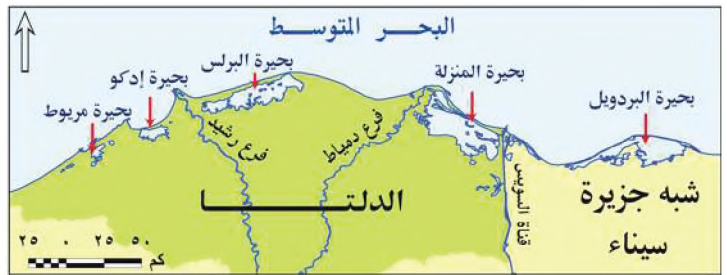 البحر المتوسط
بحيرة البرلس
بحيرة المنزلة
بحيرة إدكو
بحيرة البردويل
بحيرة مريوط
فرع رشيد
فرع دمياط
قناة السويس
الدلتا
شبه جزيرة
سيناء
٢٥ ٠ ٢٥ ٥٠
كم